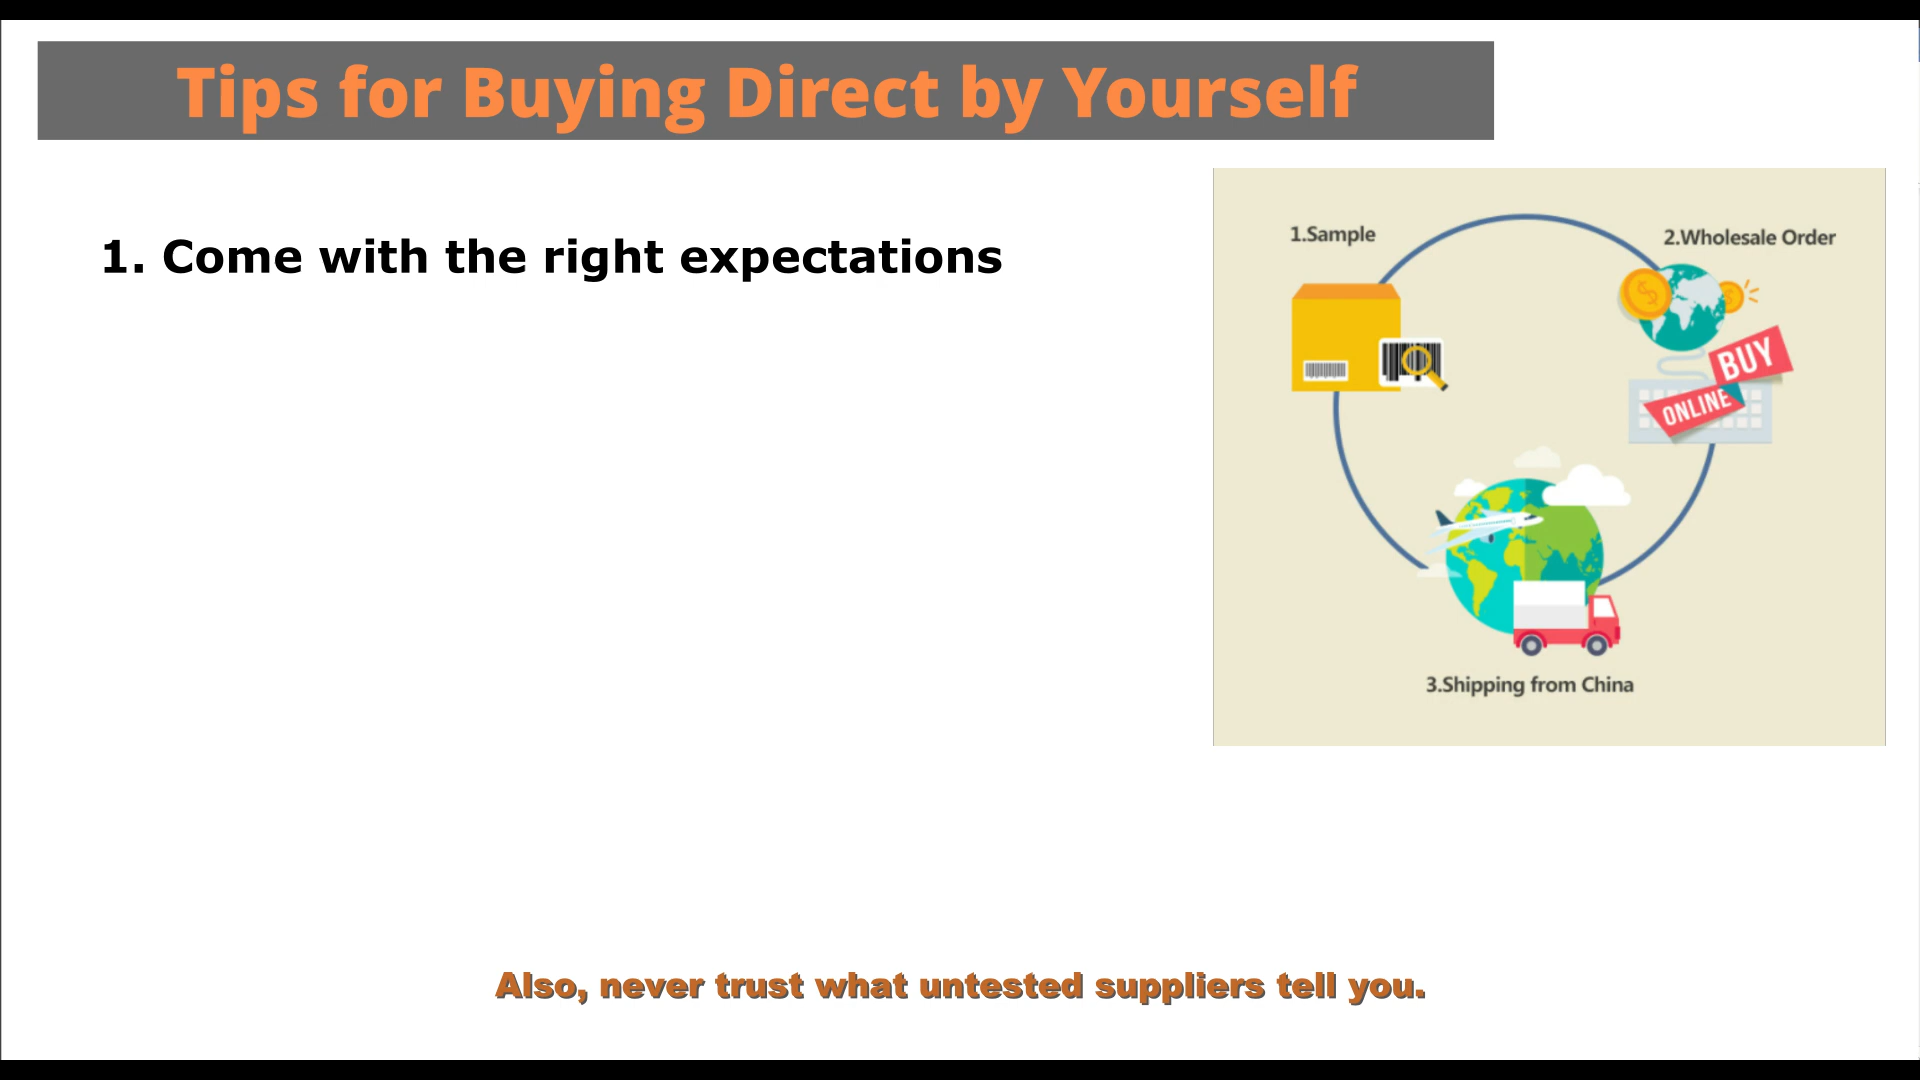 Tips for Buying Direct by Yourself
1. Come with the right expectations
1.Sample
2.Wholesale Order
BUY
ONLINE
3.Shipping from China
Also, never trust what untested suppliers tell you.